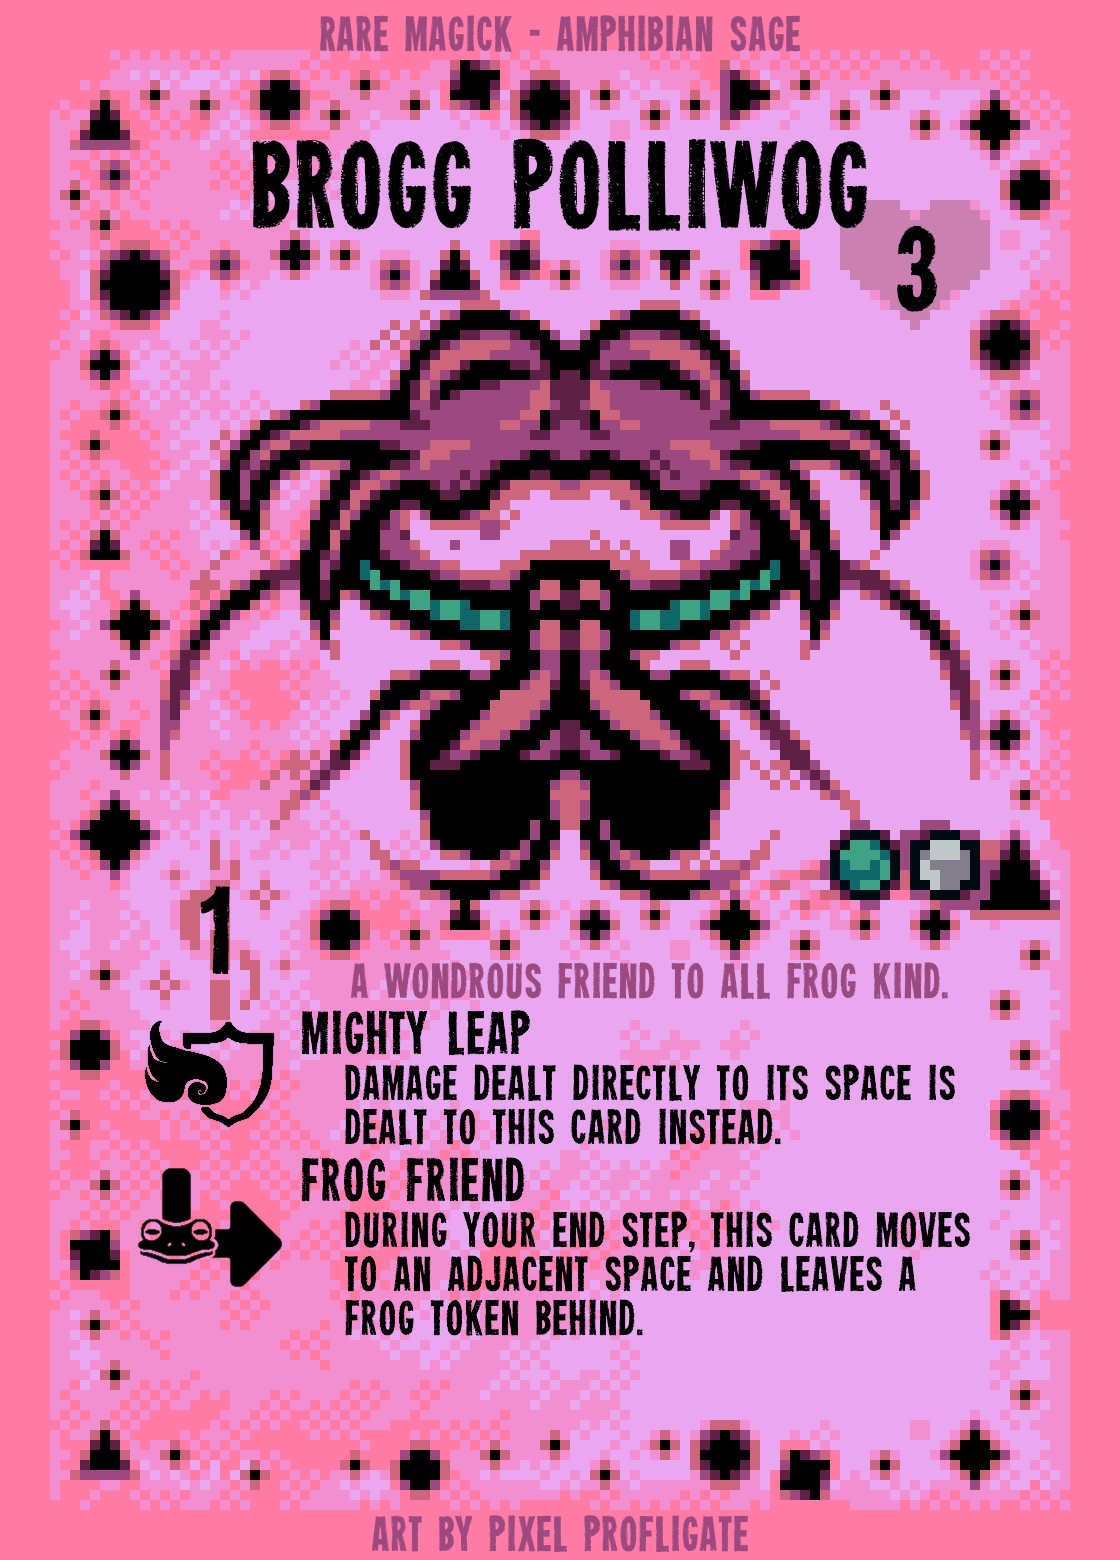 RARE MAGICK - AMPHIBIAN SAGE
BROGG POLLIWOG
3
1
A WONDROUS FRIEND TO ALL FROG KIND.
MIGHTY LEAP
DAMAGE DEALT DIRECTLY TO ITS SPACE IS
DEALT TO THIS CARD INSTEAD.
FROG FRIEND
DURING YOUR END STEP, THIS CARD MOVES
TO AN ADJACENT SPACE AND LEAVES A
FROG TOKEN BEHIND.
ART BY PIXEL PROFLIGATE